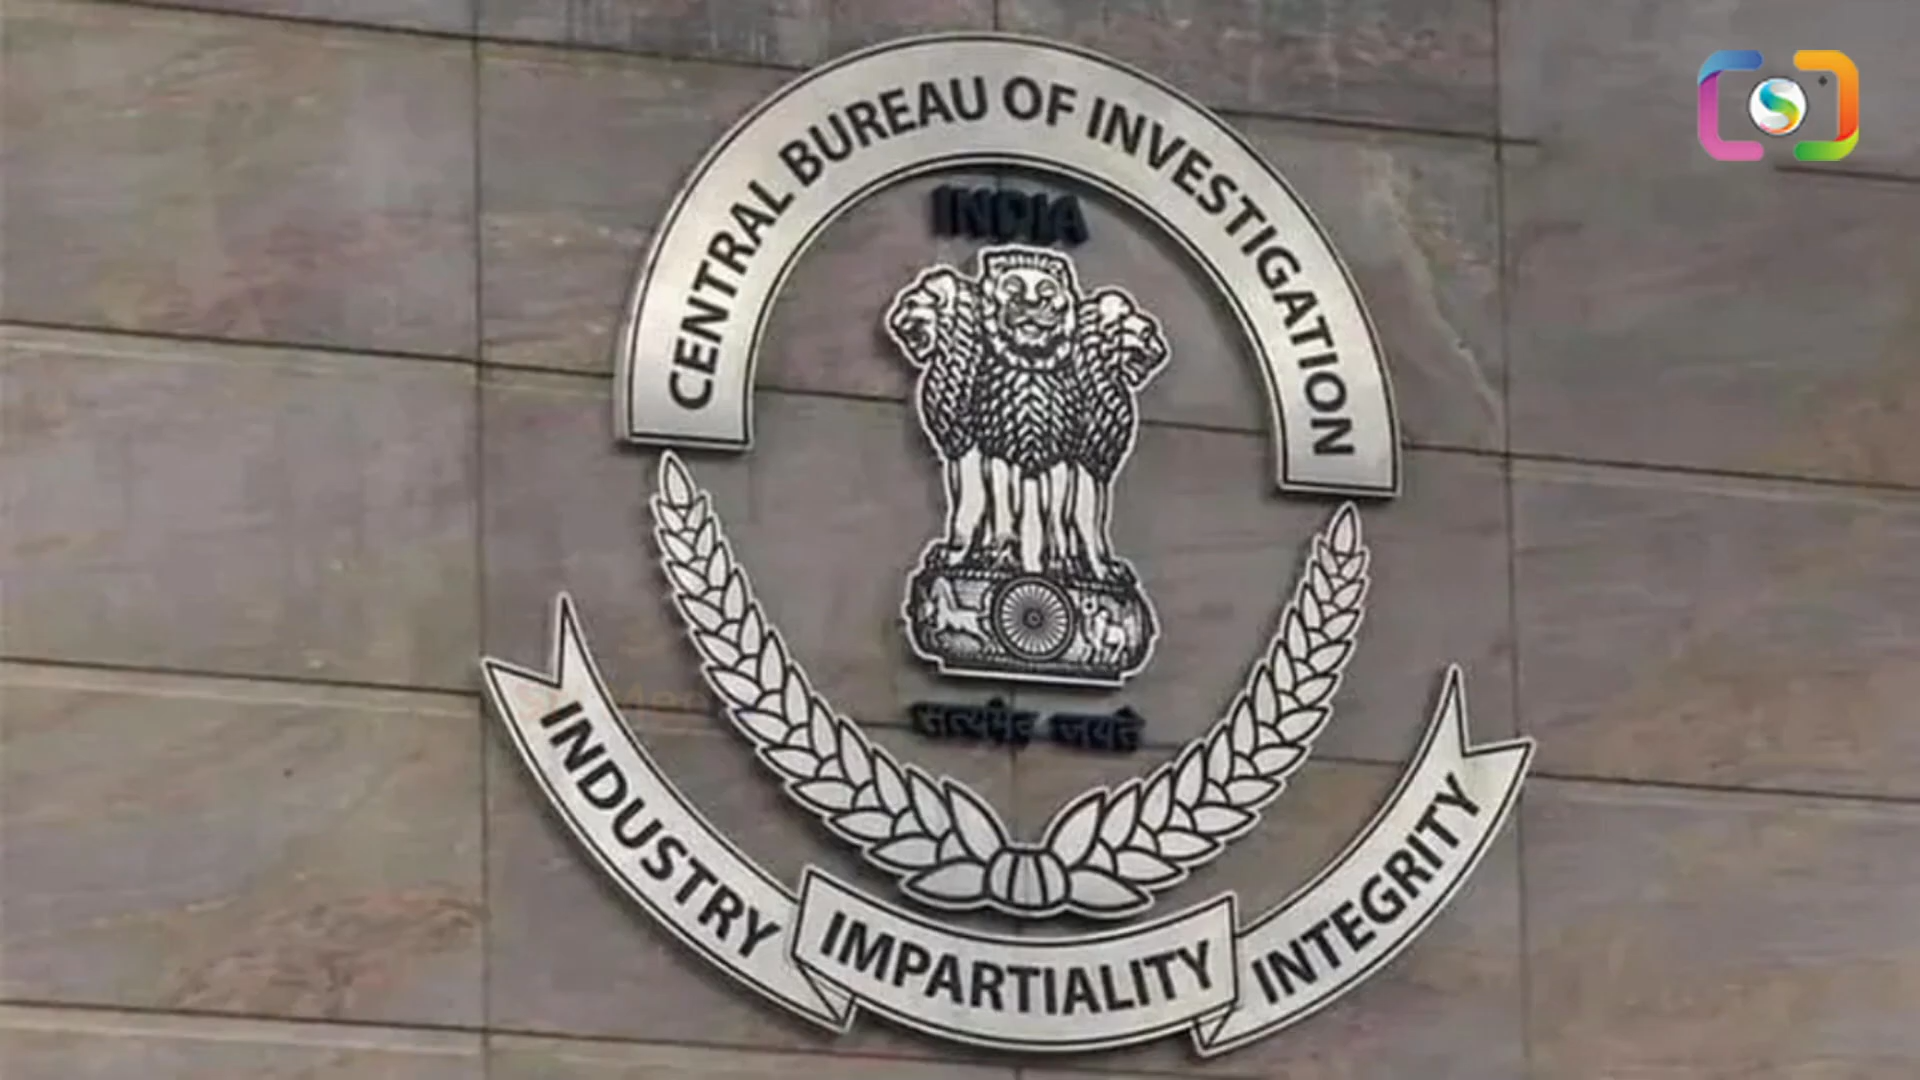 CENTRAL BUREAU OF INVESTIGATION
INDIA
सत्यमेव जयते
INDUSTRY
IMPARTIALITY
INTEGRITY
S